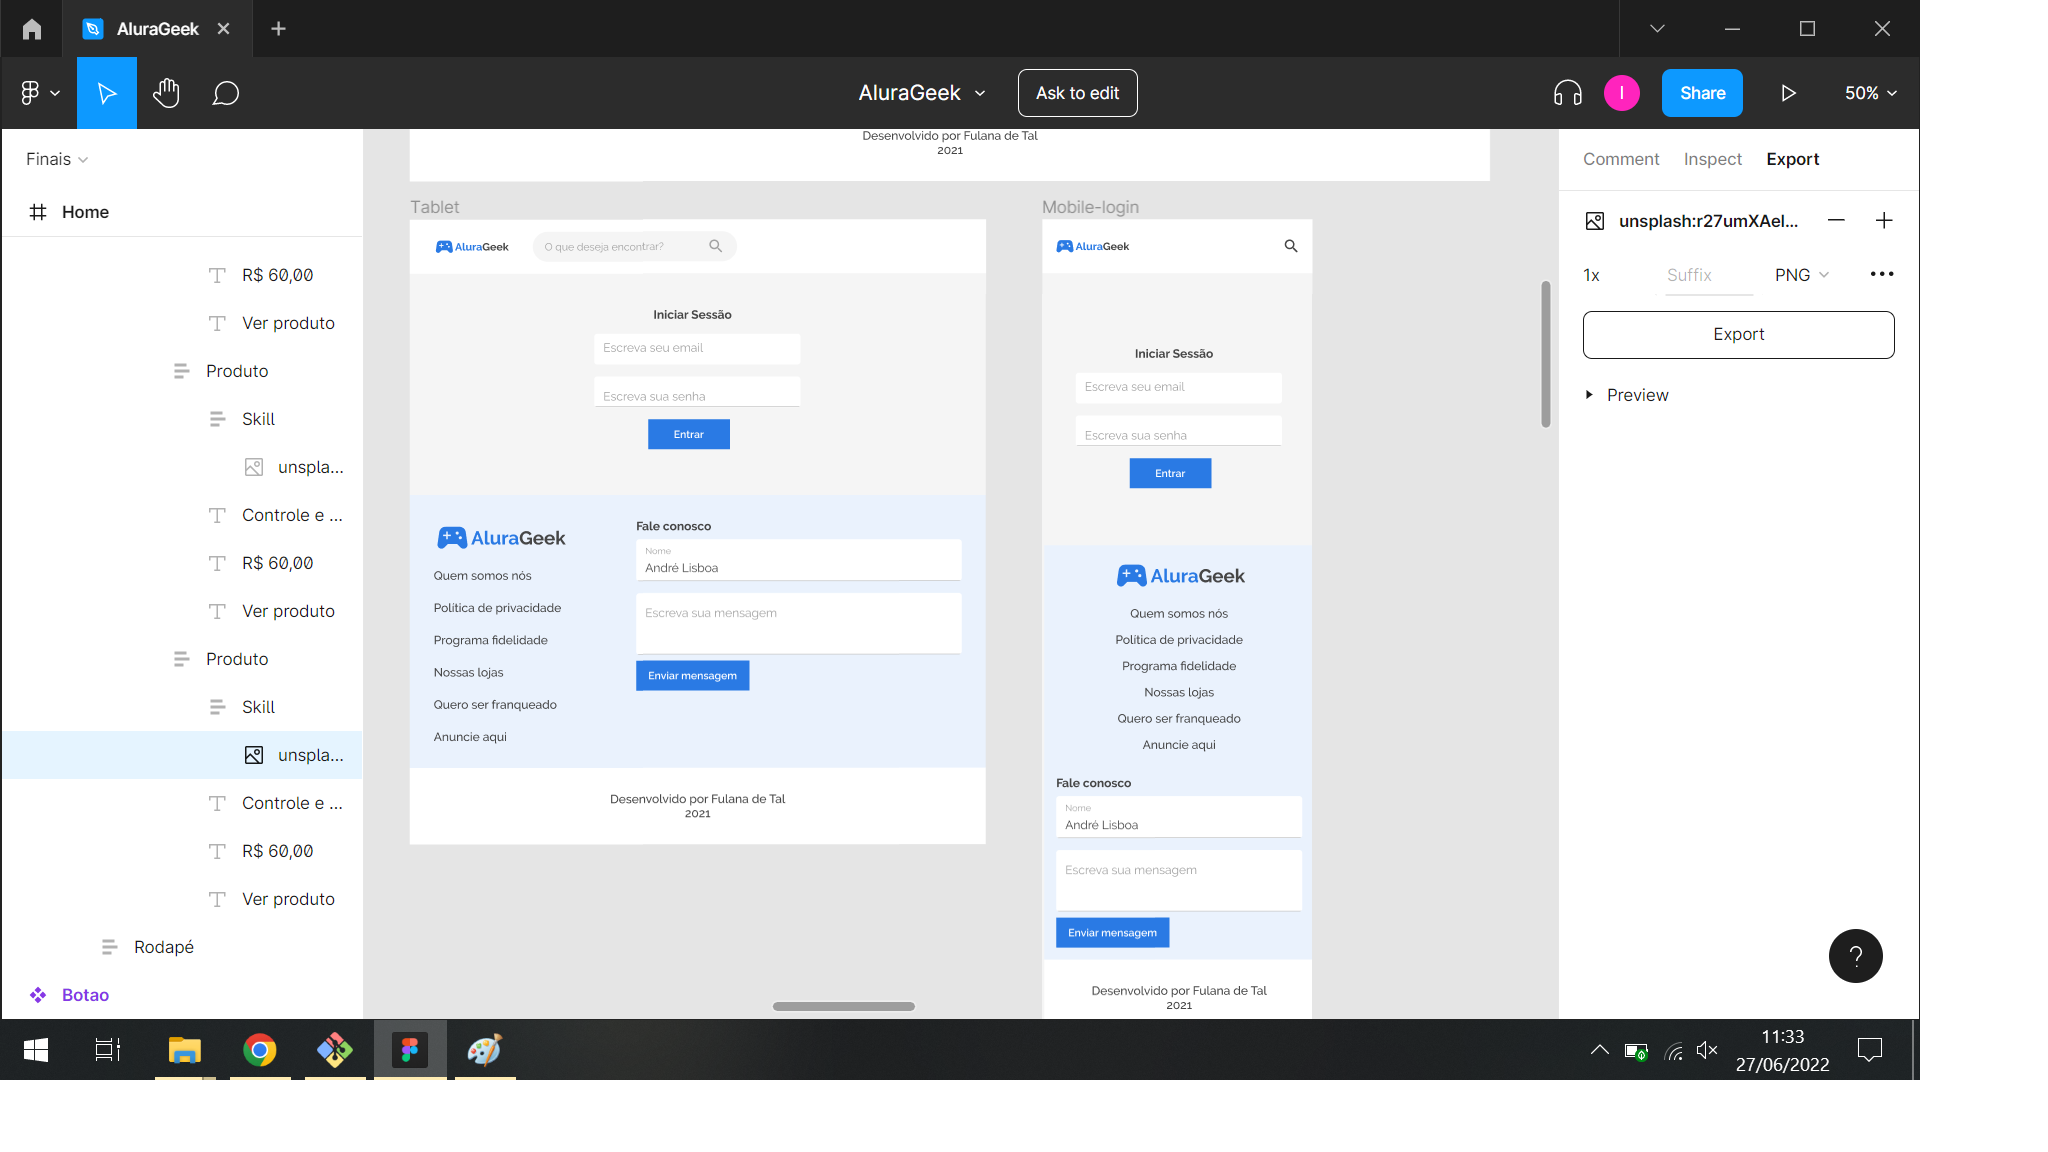 AluraGeek
AluraGeek
Ask to edit
I
Share
50%
Finais
Home
R$ 60,00
Ver produto
Produto
Skill
unspla...
Controle e ...
R$ 60,00
Ver produto
Produto
Skill
unspla...
Controle e ...
R$ 60,00
Ver produto
Rodapé
Botao
Desenvolvido por Fulana de Tal
2021
Tablet
AluraGeek
O que deseja encontrar?
Iniciar Sessão
Escreva seu email
Escreva sua senha
Entrar
AluraGeek
Quem somos nós
Política de privacidade
Programa fidelidade
Nossas lojas
Quero ser franqueado
Anuncie aqui
Fale conosco
Nome
André Lisboa
Escreva sua mensagem
Enviar mensagem
Desenvolvido por Fulana de Tal
2021
Mobile-login
AluraGeek
Iniciar Sessão
Escreva seu email
Escreva sua senha
Entrar
AluraGeek
Quem somos nós
Política de privacidade
Programa fidelidade
Nossas lojas
Quero ser franqueado
Anuncie aqui
Fale conosco
Nome
André Lisboa
Escreva sua mensagem
Enviar mensagem
Desenvolvido por Fulana de Tal
2021
Comment Inspect Export
unsplash:r27umXAeI...
1x Suffix PNG
Export
Preview
?
11:33
27/06/2022